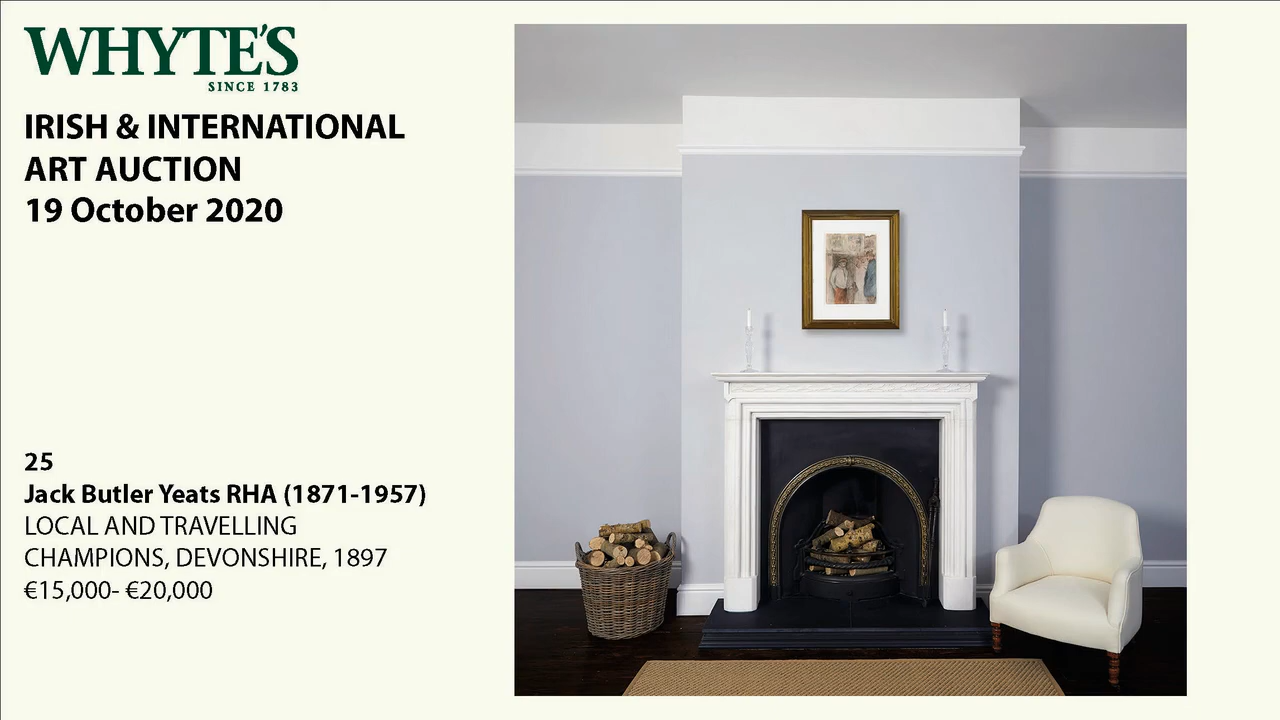 WHYTE'S
SINCE 1783
IRISH & INTERNATIONAL
ART AUCTION
19 October 2020
25
Jack Butler Yeats RHA (1871-1957)
LOCAL AND TRAVELLING
CHAMPIONS, DEVONSHIRE, 1897
€15,000- €20,000